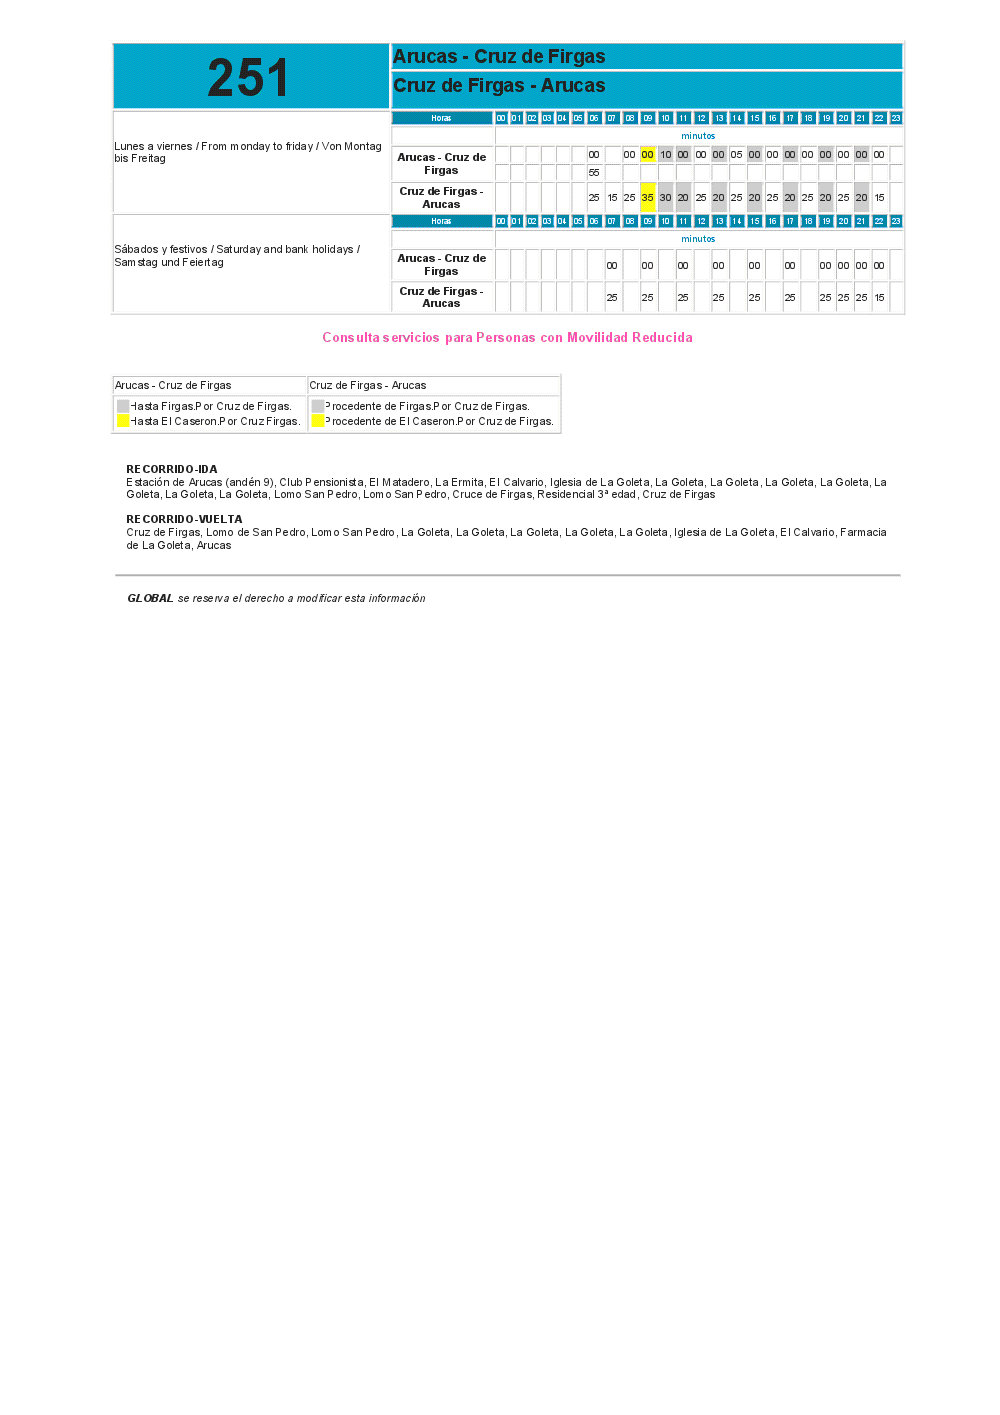 251
Arucas - Cruz de Firgas
Cruz de Firgas - Arucas
Lunes a viernes / From monday to friday / Von Montag
bis Freitag
Horas 00 01 02 03 04 05 06 07 08 09 10 11 12 13 14 15 16 17 18 19 20 21 22 23
minutos
Arucas - Cruz de
Firgas
00 00 00 10 00 00 00 05 00 00 00 00 00 00 00 00
55
Cruz de Firgas -
Arucas
25 15 25 35 30 20 25 20 25 20 25 20 25 20 25 20 15
Sábados y festivos / Saturday and bank holidays /
Samstag und Feiertag
Horas 00 01 02 03 04 05 06 07 08 09 10 11 12 13 14 15 16 17 18 19 20 21 22 23
minutos
Arucas - Cruz de
Firgas
00 00 00 00 00 00 00 00 00 00
Cruz de Firgas -
Arucas
25 25 25 25 25 25 25 25 25 15
Consulta servicios para Personas con Movilidad Reducida
Arucas - Cruz de Firgas Cruz de Firgas - Arucas
Hasta Firgas.Por Cruz de Firgas. Procedente de Firgas.Por Cruz de Firgas.
Hasta El Caseron.Por Cruz Firgas. Procedente de El Caseron.Por Cruz de Firgas.
RECORRIDO-IDA
Estación de Arucas (andén 9), Club Pensionista, El Matadero, La Ermita, El Calvario, Iglesia de La Goleta, La Goleta, La Goleta, La Goleta, La Goleta, La
Goleta, La Goleta, La Goleta, Lomo San Pedro, Lomo San Pedro, Cruce de Firgas, Residencial 3ª edad, Cruz de Firgas
RECORRIDO-VUELTA
Cruz de Firgas, Lomo de San Pedro, Lomo San Pedro, La Goleta, La Goleta, La Goleta, La Goleta, La Goleta, Iglesia de La Goleta, El Calvario, Farmacia
de La Goleta, Arucas
GLOBAL se reserva el derecho a modificar esta información